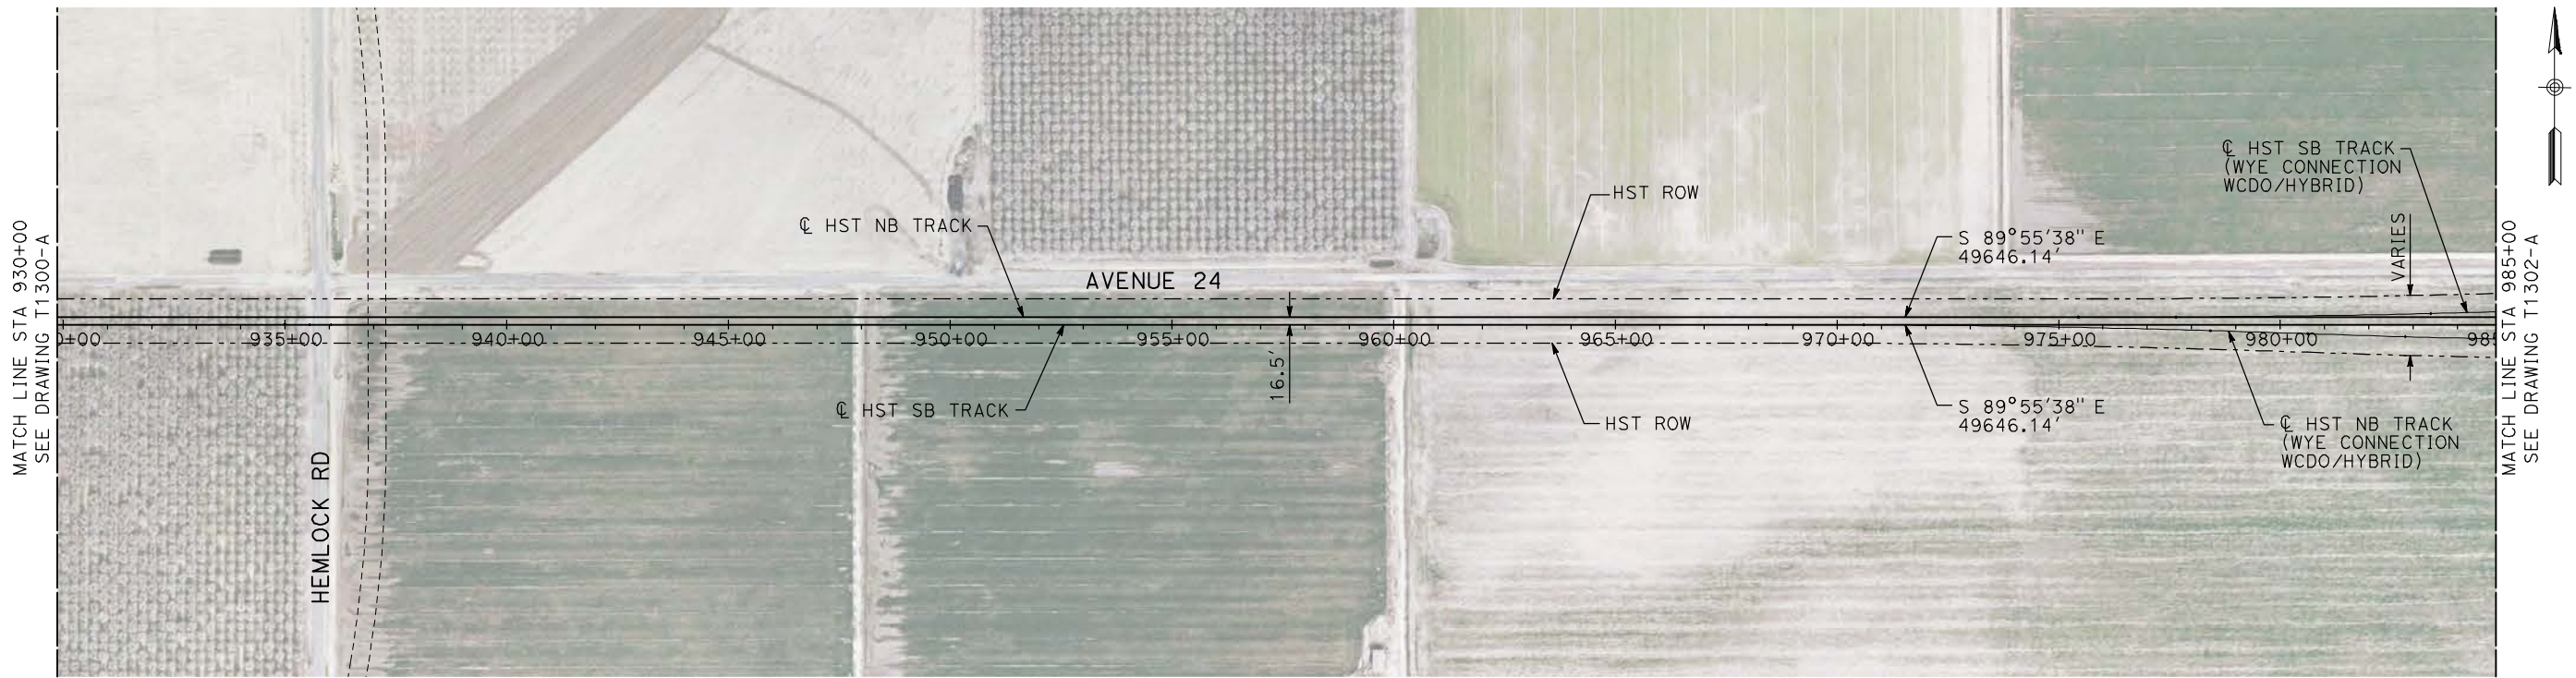 MATCH LINE STA 930+00
SEE DRAWING T1300-A
℄ HST NB TRACK
HST ROW
℄ HST SB TRACK
(WYE CONNECTION
WCDO/HYBRID)
VARIES
S 89°55'38" E
49646.14'
AVENUE 24
0+00
935+00
940+00
945+00
950+00
955+00
960+00
965+00
970+00
975+00
980+00
985
16.5'
℄ HST SB TRACK
HST ROW
S 89°55'38" E
49646.14'
℄ HST NB TRACK
(WYE CONNECTION
WCDO/HYBRID)
HEMLOCK RD
MATCH LINE STA 985+00
SEE DRAWING T1302-A